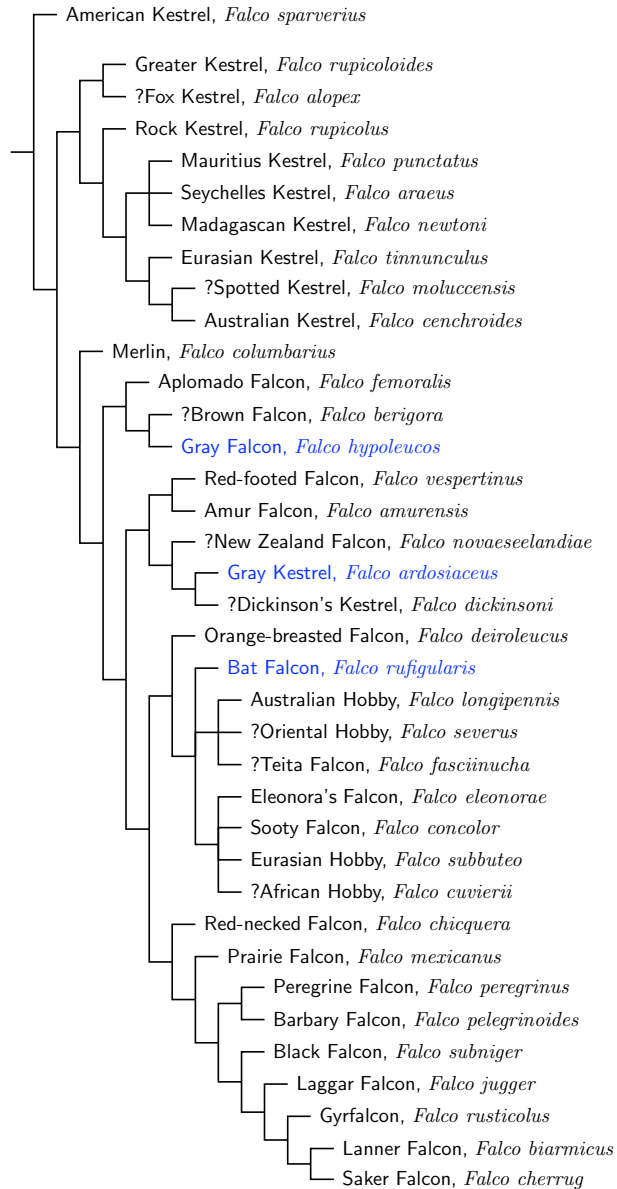 American Kestrel, Falco sparverius
Greater Kestrel, Falco rupicoloides
?Fox Kestrel, Falco alopex
Rock Kestrel, Falco rupicolus
Mauritius Kestrel, Falco punctatus
Seychelles Kestrel, Falco araeus
Madagascan Kestrel, Falco newtoni
Eurasian Kestrel, Falco tinnunculus
?Spotted Kestrel, Falco moluccensis
Australian Kestrel, Falco cenchroides
Merlin, Falco columbarius
Aplomado Falcon, Falco femoralis
?Brown Falcon, Falco berigora
Gray Falcon, Falco hypoleucos
Red-footed Falcon, Falco vespertinus
Amur Falcon, Falco amurensis
?New Zealand Falcon, Falco novaeseelandiae
Gray Kestrel, Falco ardosiaceus
?Dickinson's Kestrel, Falco dickinsoni
Orange-breasted Falcon, Falco deiroleucus
Bat Falcon, Falco rufigularis
Australian Hobby, Falco longipennis
?Oriental Hobby, Falco severus
?Teita Falcon, Falco fasciinucha
Eleonora's Falcon, Falco eleonorae
Sooty Falcon, Falco concolor
Eurasian Hobby, Falco subbuteo
?African Hobby, Falco cuvierii
Red-necked Falcon, Falco chicquera
Prairie Falcon, Falco mexicanus
Peregrine Falcon, Falco peregrinus
Barbary Falcon, Falco pelegrinoides
Black Falcon, Falco subniger
Laggar Falcon, Falco jugger
Gyrfalcon, Falco rusticolus
Lanner Falcon, Falco biarmicus
Saker Falcon, Falco cherrug